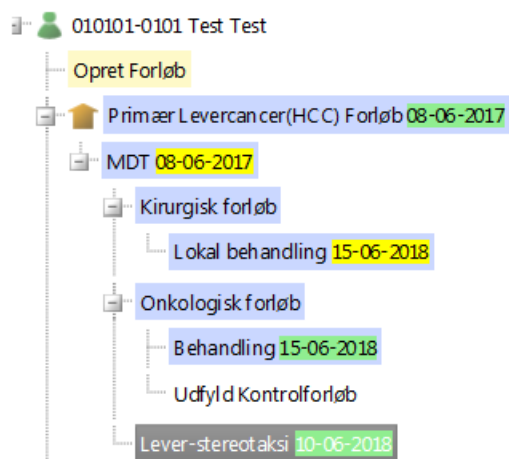 010101-0101 Test Test
Opret Forløb
Primær Levercancer(HCC) Forløb 08-06-2017
MDT 08-06-2017
Kirurgisk forløb
Lokal behandling 15-06-2018
Onkologisk forløb
Behandling 15-06-2018
Udfyld Kontrolforløb
Lever-stereotaksi 10-06-2018